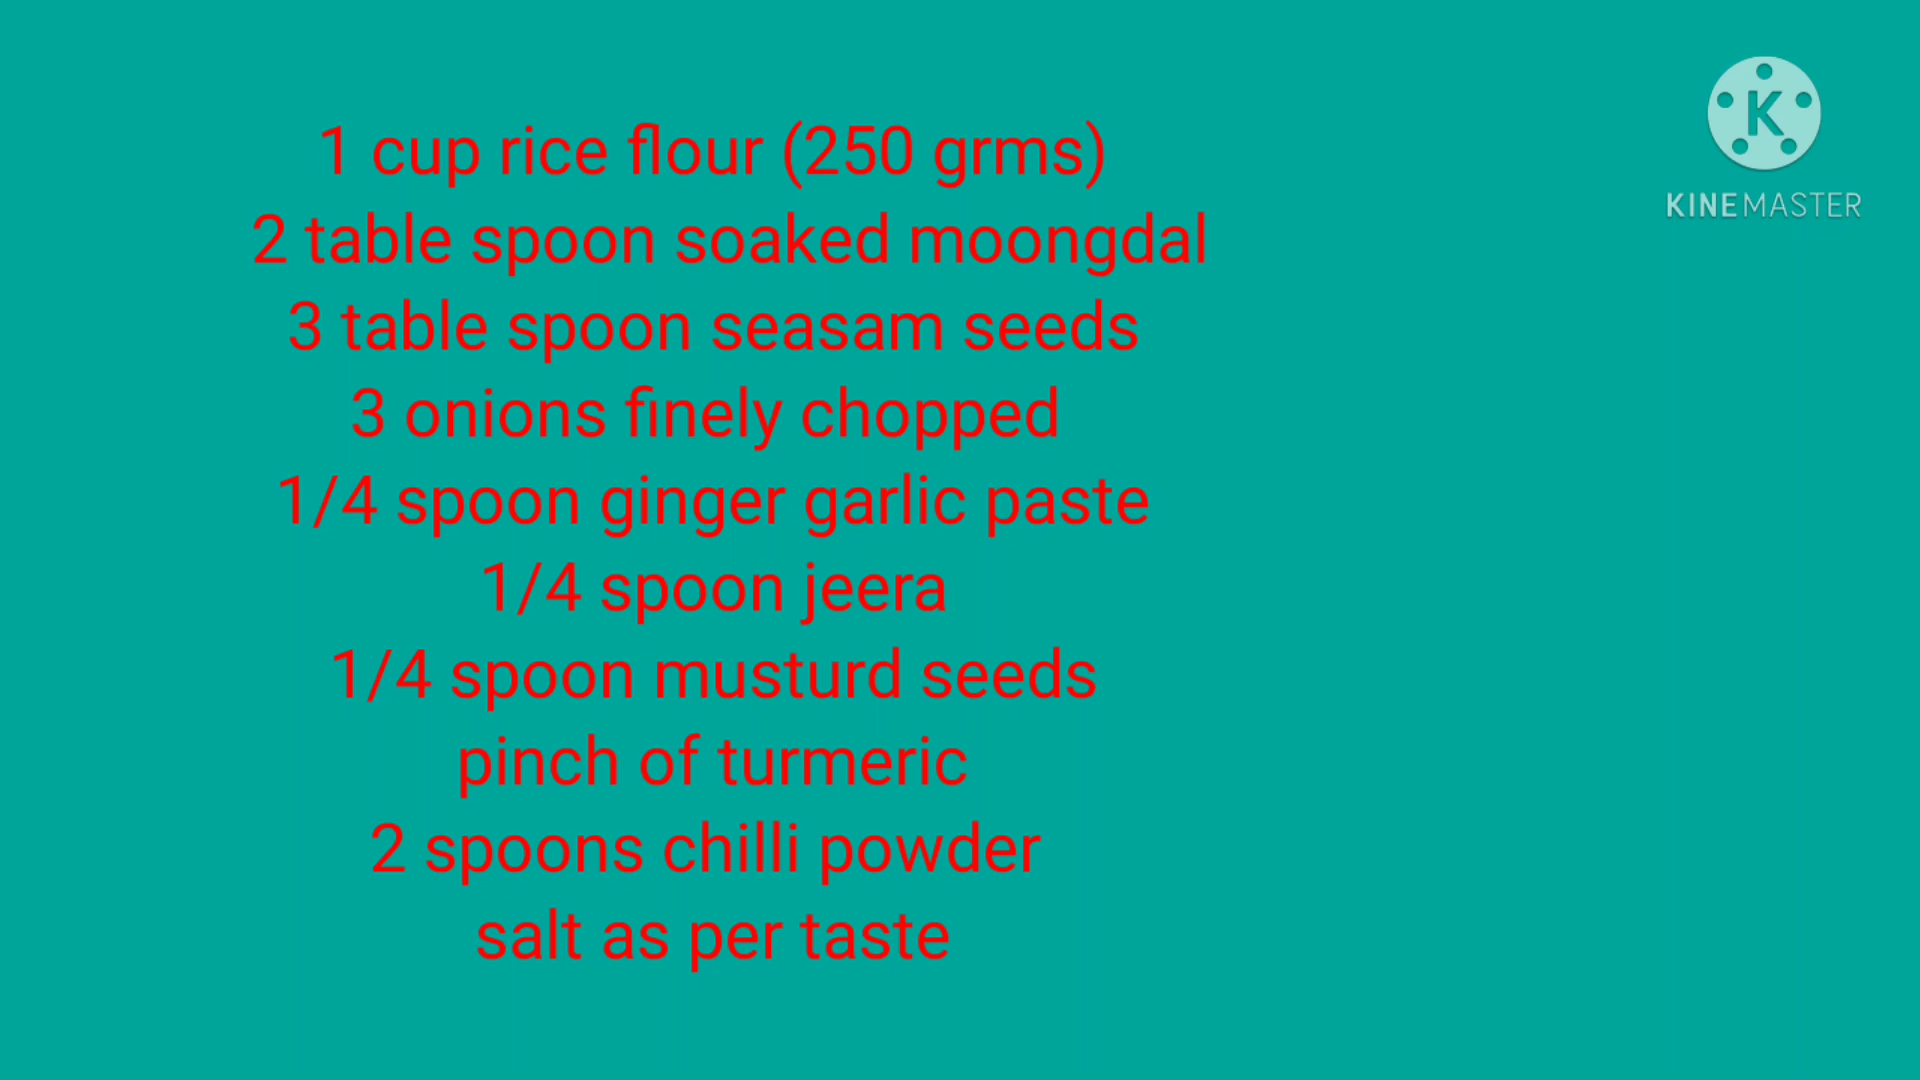 1 cup rice flour (250 grms)
2 table spoon soaked moongdal
3 table spoon seasam seeds
3 onions finely chopped
1/4 spoon ginger garlic paste
1/4 spoon jeera
1/4 spoon musturd seeds
pinch of turmeric
2 spoons chilli powder
salt as per taste
K
KINEMASTER